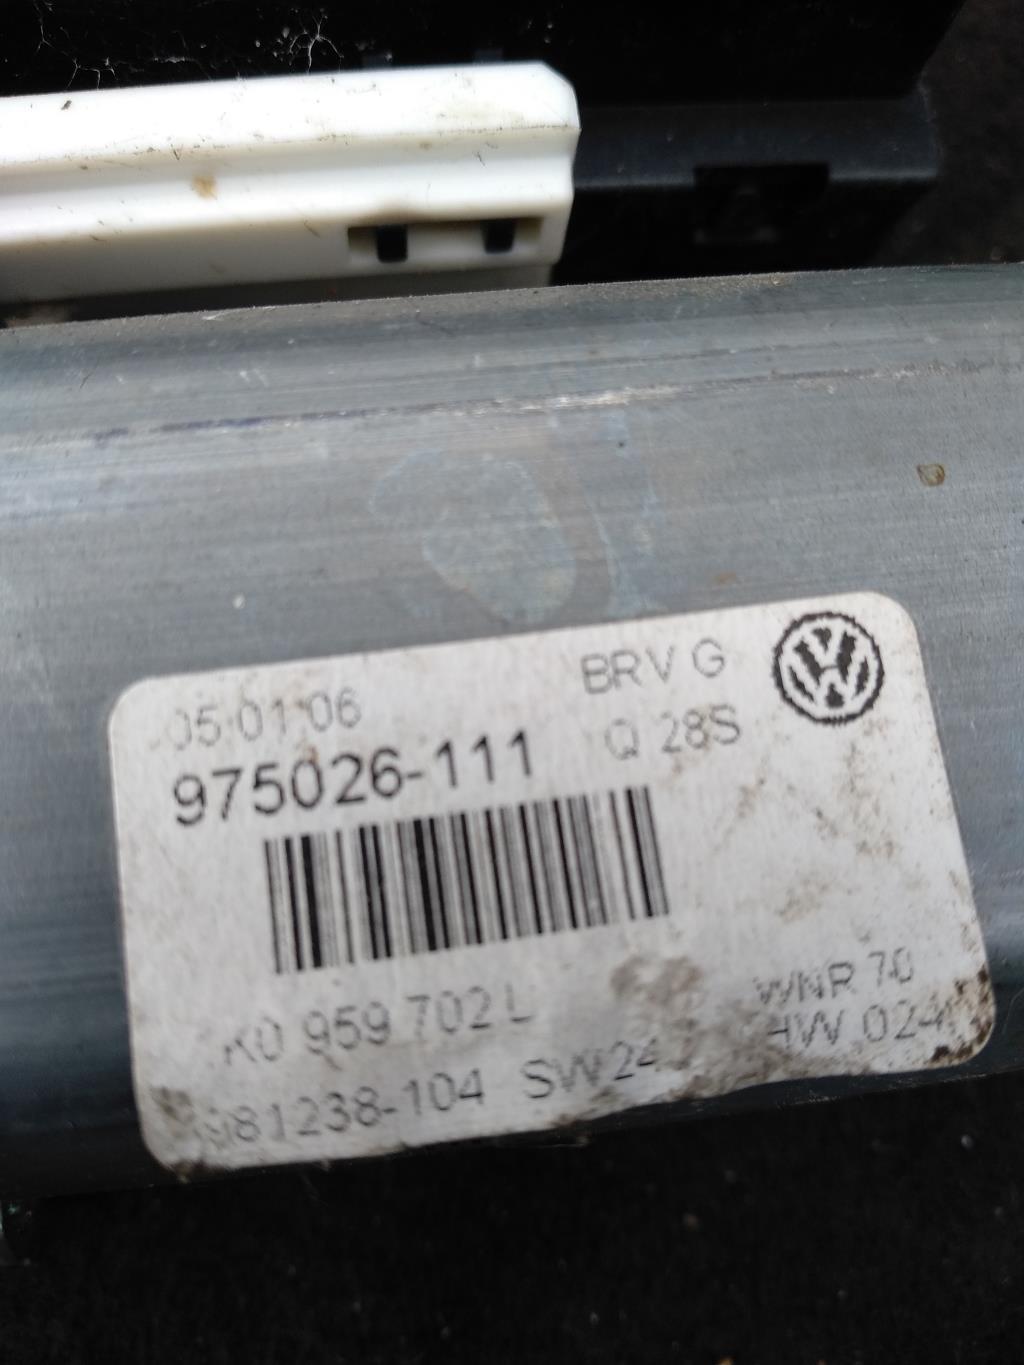 05 01 06
BRV G
975026-111
Q 28S
K0 959 702 L
WNR 70
981238-104 SW24
HW 024